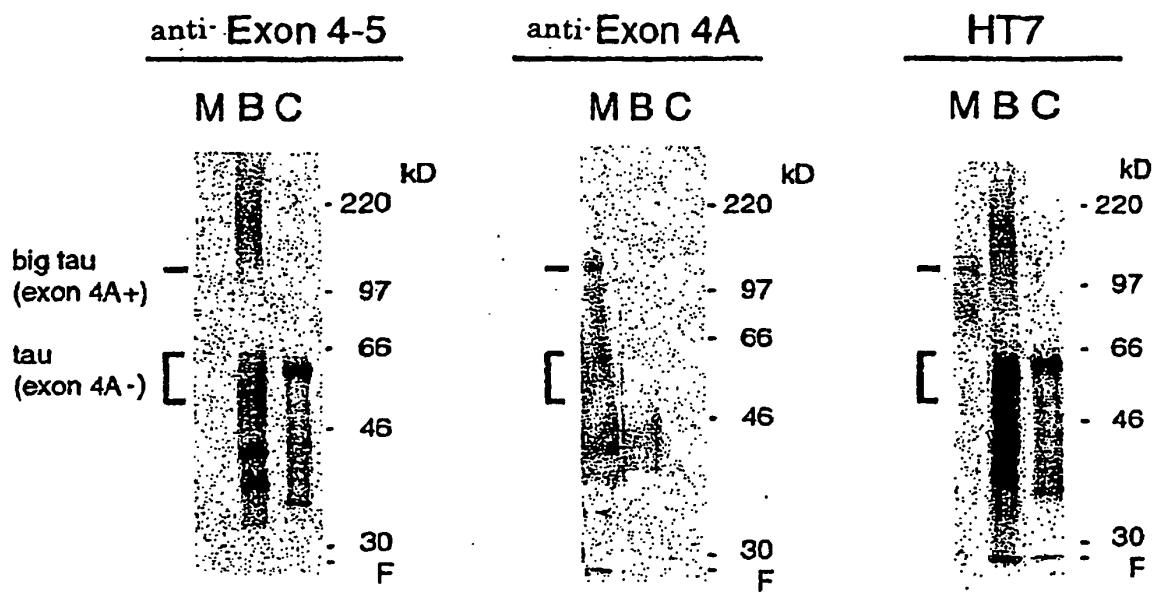 anti- Exon 4-5
M B C
kD
220
97
66
46
30
F
big tau
(exon 4A+)
tau
(exon 4A-)
anti- Exon 4A
M B C
kD
220
97
66
46
30
F
HT7
M B C
kD
220
97
66
46
30
F